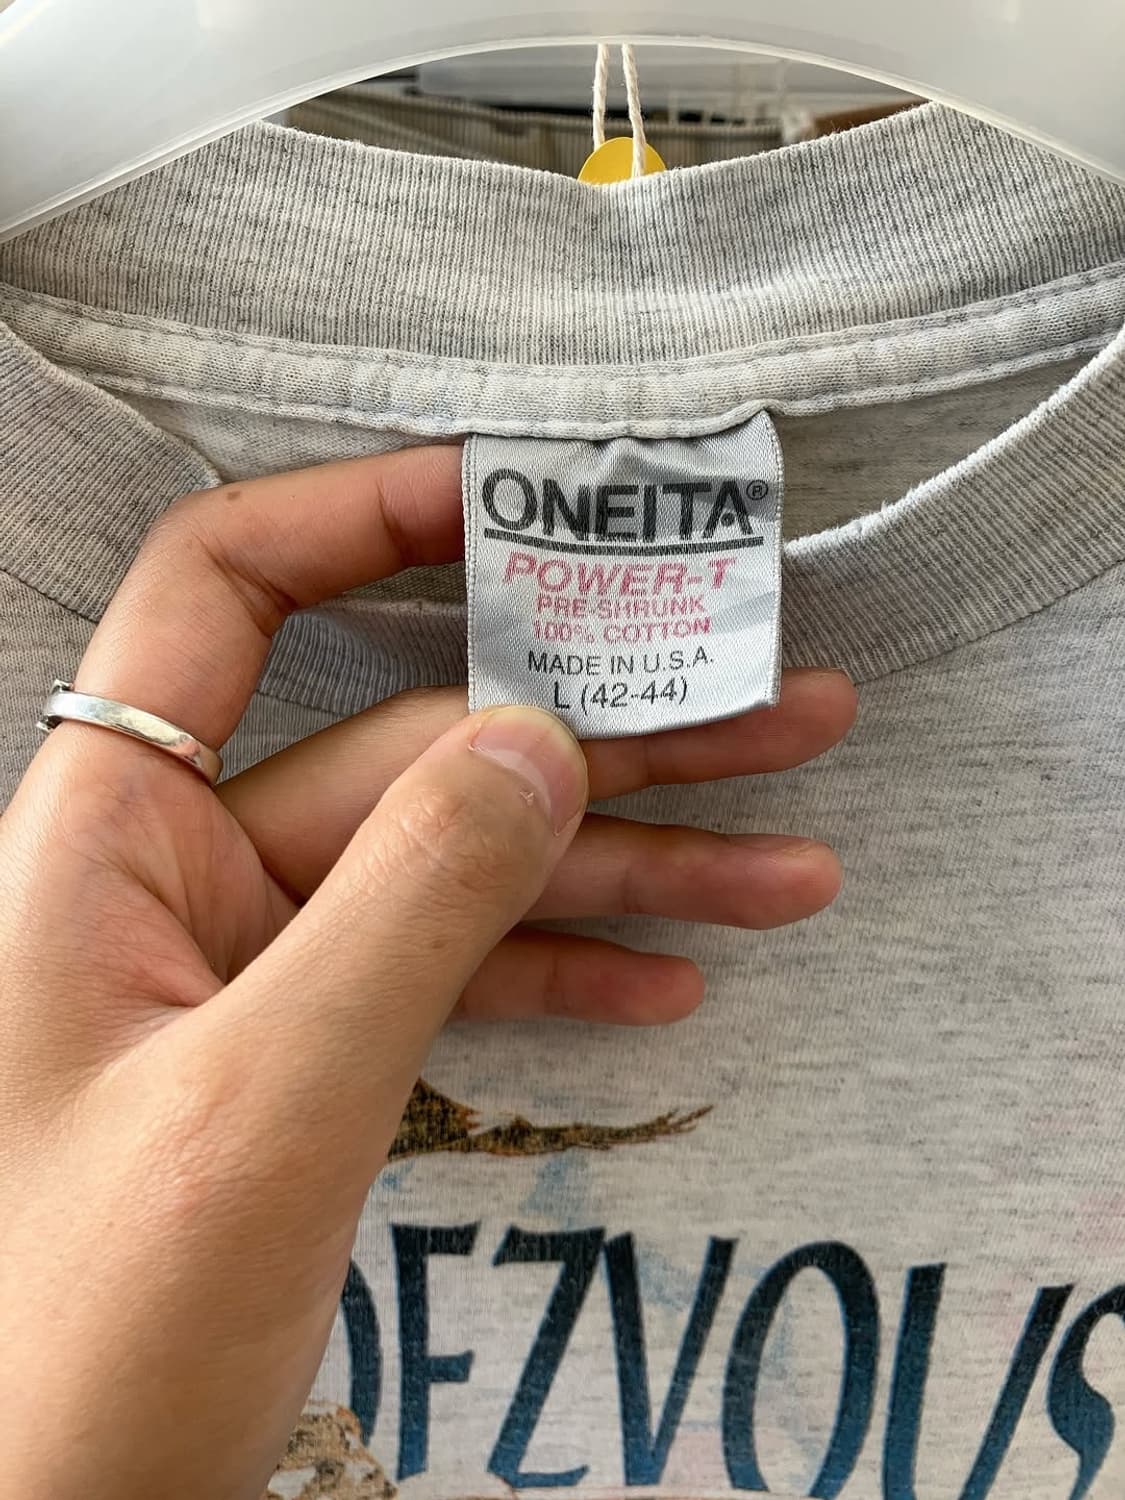 ONEITA®
POWER-T
PRE-SHRUNK
100% COTTON
MADE IN U.S.A.
L (42-44)
DEZVOUS